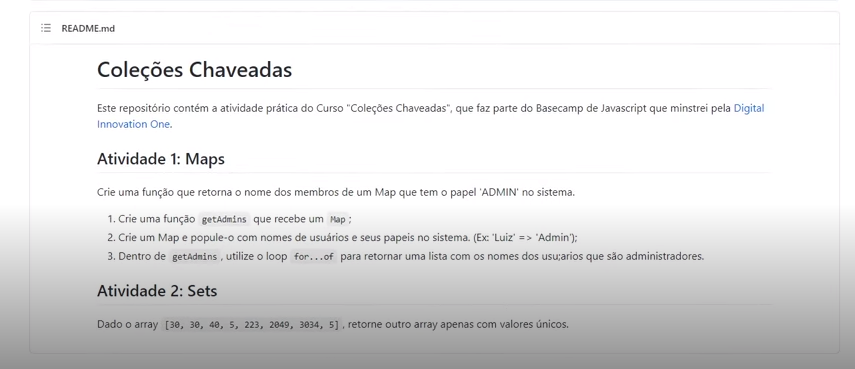 README.md
Coleções Chaveadas
Este repositório contém a atividade prática do Curso "Coleções Chaveadas", que faz parte do Basecamp de Javascript que minstrei pela Digital
Innovation One.
Atividade 1: Maps
Crie uma função que retorna o nome dos membros de um Map que tem o papel 'ADMIN' no sistema.
1. Crie uma função getAdmins que recebe um Map;
2. Crie um Map e popule-o com nomes de usuários e seus papeis no sistema. (Ex: 'Luiz' => 'Admin');
3. Dentro de getAdmins, utilize o loop for...of para retornar uma lista com os nomes dos usu;arios que são administradores.
Atividade 2: Sets
Dado o array [30, 30, 40, 5, 223, 2049, 3034, 5], retorne outro array apenas com valores únicos.